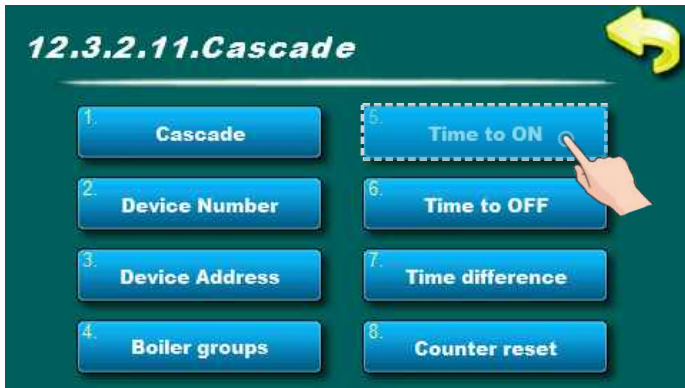 12.3.2.11.Cascade
1. Cascade
2. Device Number
3. Device Address
4. Boiler groups
5. Time to ON
6. Time to OFF
7. Time difference
8. Counter reset